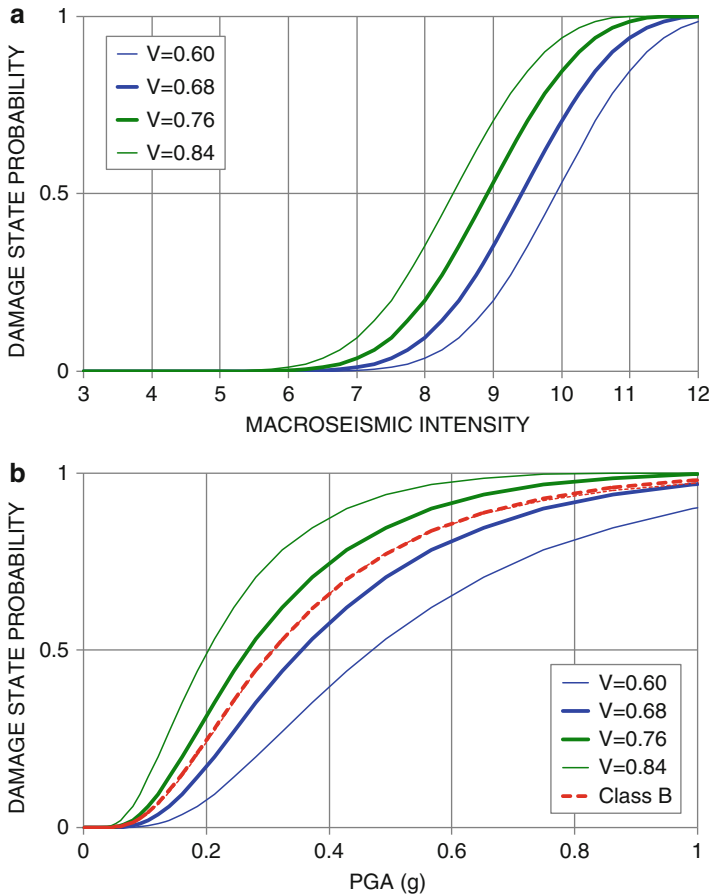 a
1
0.5
0
DAMAGE STATE PROBABILITY
V=0.60
V=0.68
V=0.76
V=0.84
3 4 5 6 7 8 9 10 11 12
MACROSEISMIC INTENSITY
b
1
0.5
0
DAMAGE STATE PROBABILITY
V=0.60
V=0.68
V=0.76
V=0.84
Class B
0 0.2 0.4 0.6 0.8 1
PGA (g)